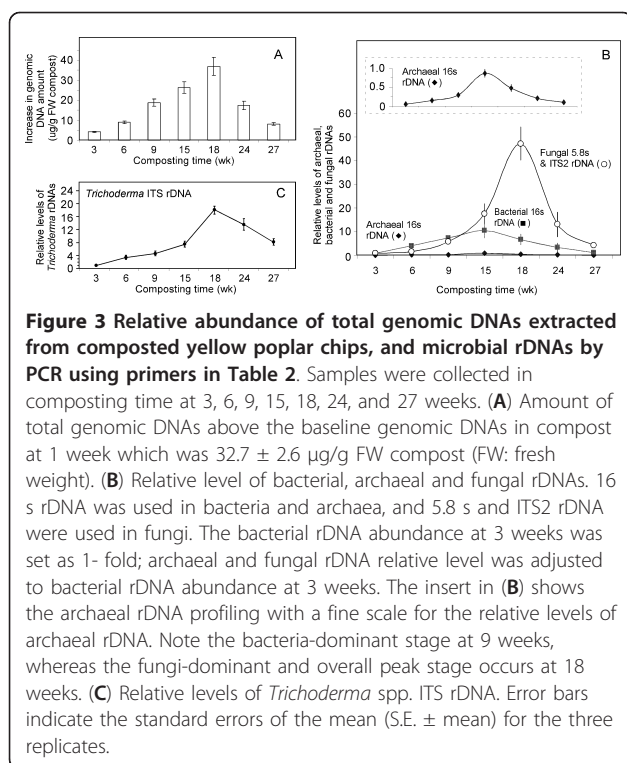 A
Increase in genomic
DNA amount
(ug/g FW compost)
40
30
20
10
0
3 6 9 15 18 24 27
Composting time (wk)
C
Trichoderma ITS rDNA
Relative levels of
Trichoderma rDNAs
24
20
16
12
8
4
0
3 6 9 15 18 24 27
Composting time (wk)
B
Archaeal 16s
rDNA (♦)
1.0
0.5
0
Relative levels of archaeal,
bacterial and fungal rDNAs
60
50
40
30
20
10
0
Fungal 5.8s
& ITS2 rDNA (○)
Bacterial 16s
rDNA (■)
Archaeal 16s
rDNA (♦)
3 6 9 15 18 24 27
Composting time (wk)
Figure 3 Relative abundance of total genomic DNAs extracted
from composted yellow poplar chips, and microbial rDNAs by
PCR using primers in Table 2. Samples were collected in
composting time at 3, 6, 9, 15, 18, 24, and 27 weeks. (A) Amount of
total genomic DNAs above the baseline genomic DNAs in compost
at 1 week which was 32.7 ± 2.6 μg/g FW compost (FW: fresh
weight). (B) Relative level of bacterial, archaeal and fungal rDNAs. 16
s rDNA was used in bacteria and archaea, and 5.8 s and ITS2 rDNA
were used in fungi. The bacterial rDNA abundance at 3 weeks was
set as 1- fold; archaeal and fungal rDNA relative level was adjusted
to bacterial rDNA abundance at 3 weeks. The insert in (B) shows
the archaeal rDNA profiling with a fine scale for the relative levels of
archaeal rDNA. Note the bacteria-dominant stage at 9 weeks,
whereas the fungi-dominant and overall peak stage occurs at 18
weeks. (C) Relative levels of Trichoderma spp. ITS rDNA. Error bars
indicate the standard errors of the mean (S.E. ± mean) for the three
replicates.